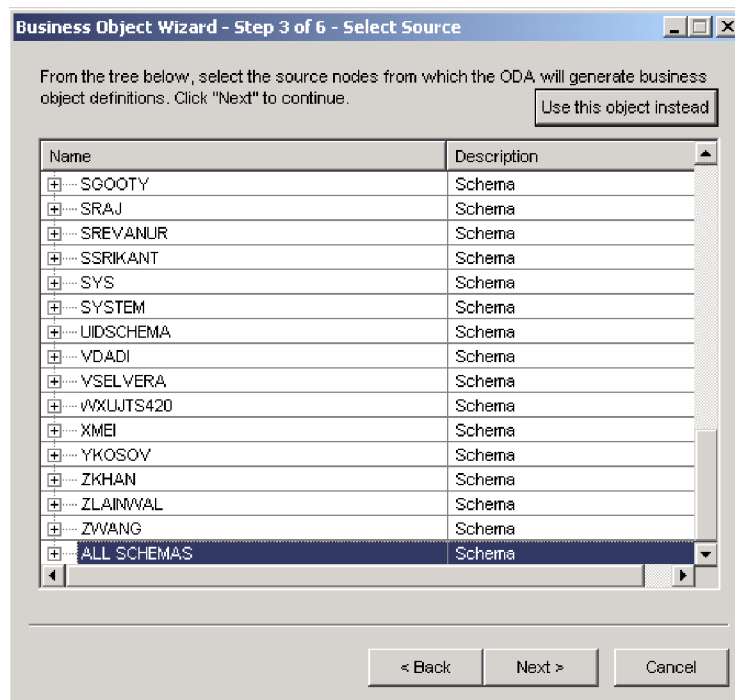 Business Object Wizard - Step 3 of 6 - Select Source
From the tree below, select the source nodes from which the ODA will generate business
object definitions. Click "Next" to continue.
Use this object instead
Name Description
SGOOTY Schema
SRAJ Schema
SREVANUR Schema
SSRIKANT Schema
SYS Schema
SYSTEM Schema
UIDSCHEMA Schema
VDADI Schema
VSELVERA Schema
WXUJTS420 Schema
XMEI Schema
YKOSOV Schema
ZKHAN Schema
ZLAINWAL Schema
ZWANG Schema
ALL SCHEMAS Schema
< Back Next > Cancel